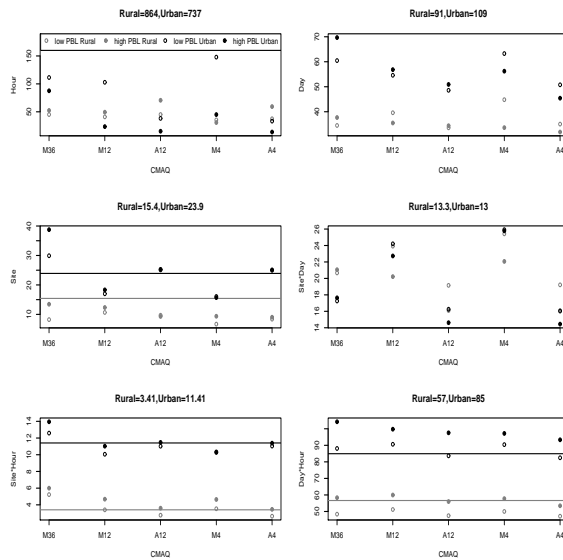 Rural=864,Urban=737
low PBL Rural high PBL Rural low PBL Urban high PBL Urban
Hour
150
100
50
M36 M12 A12 M4 A4
CMAQ
Rural=91,Urban=109
Day
70
60
50
40
M36 M12 A12 M4 A4
CMAQ
Rural=15.4,Urban=23.9
Site
40
30
20
10
M36 M12 A12 M4 A4
CMAQ
Rural=13.3,Urban=13
Site*Day
26
22
18
14
M36 M12 A12 M4 A4
CMAQ
Rural=3.41,Urban=11.41
Site*Hour
14
12
10
8
6
4
M36 M12 A12 M4 A4
CMAQ
Rural=57,Urban=85
Day*Hour
90
80
70
60
50
M36 M12 A12 M4 A4
CMAQ